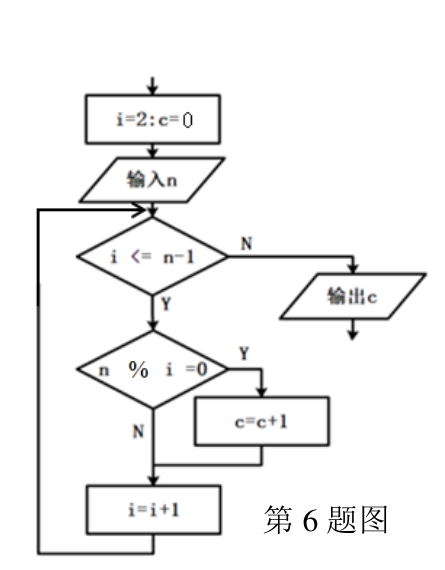 i=2:c=0
输入n
i <= n-1
N
输出c
Y
n % i =0
Y
c=c+1
N
i=i+1
第6题图